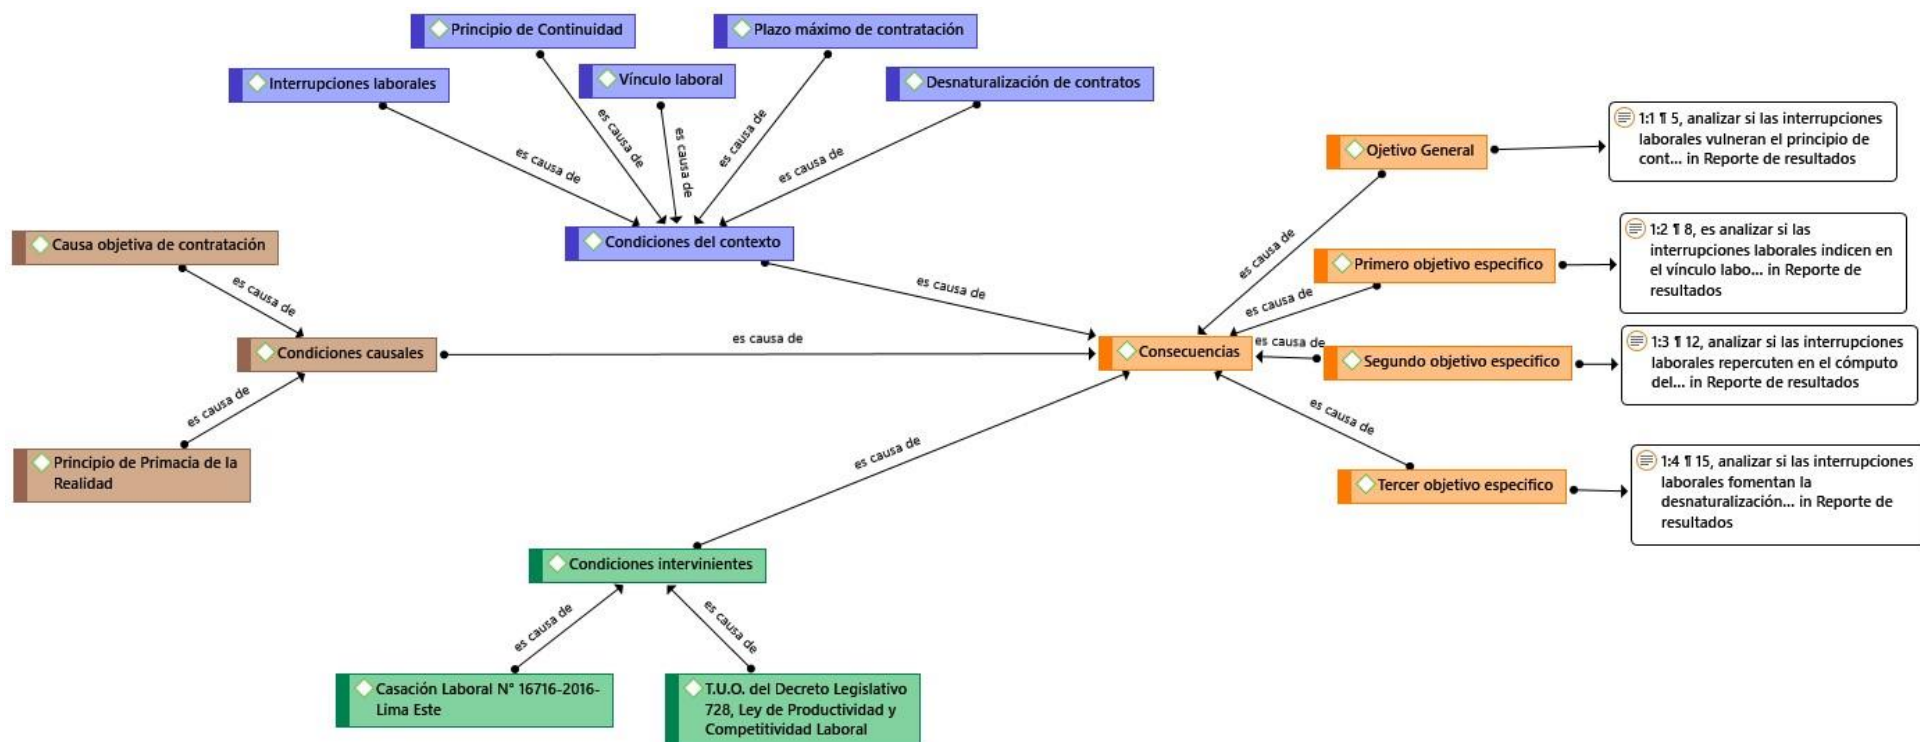 Principio de Continuidad
Plazo máximo de contratación
Interrupciones laborales
Vínculo laboral
Desnaturalización de contratos
es causa de
es causa de
es causa de
es causa de
es causa de
Condiciones del contexto
Causa objetiva de contratación
es causa de
Condiciones causales
es causa de
Principio de Primacia de la
Realidad
es causa de
es causa de
es causa de
Consecuencias
Ojetivo General
es causa de
1:1 ¶ 5, analizar si las interrupciones
laborales vulneran el principio de
cont... in Reporte de resultados
Primero objetivo especifico
es causa de
1:2 ¶ 8, es analizar si las
interrupciones laborales indicen en
el vínculo labo... in Reporte de
resultados
es causa de
Segundo objetivo especifico
1:3 ¶ 12, analizar si las interrupciones
laborales repercuten en el cómputo
del... in Reporte de resultados
es causa de
Tercer objetivo especifico
1:4 ¶ 15, analizar si las interrupciones
laborales fomentan la
desnaturalización... in Reporte de
resultados
Condiciones intervinientes
es causa de
es causa de
Casación Laboral N° 16716-2016-
Lima Este
T.U.O. del Decreto Legislativo
728, Ley de Productividad y
Competitividad Laboral